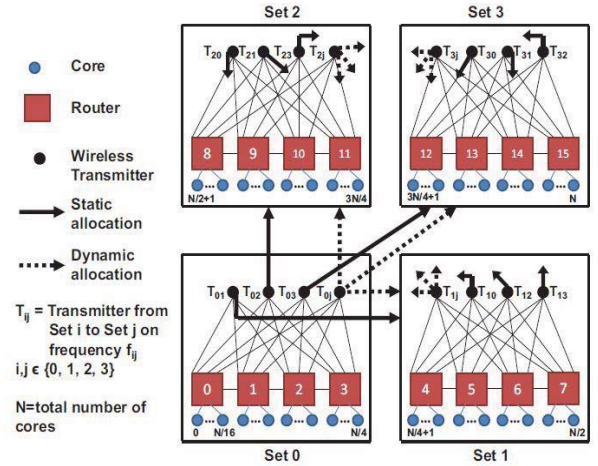 Set 2
Set 3
Core
Router
Wireless
Transmitter
Static
allocation
Dynamic
allocation
Tij = Transmitter from
Set i to Set j on
frequency fij
i,j ϵ {0, 1, 2, 3}
N=total number of
cores
T20 T21 T23 T2j
8 9 10 11
N/2+1 3N/4
T3j T30 T31 T32
12 13 14 15
3N/4+1 N
T01 T02 T03 T0j
0 1 2 3
0 N/16 N/4
T1j T10 T12 T13
4 5 6 7
N/4+1 N/2
Set 0
Set 1